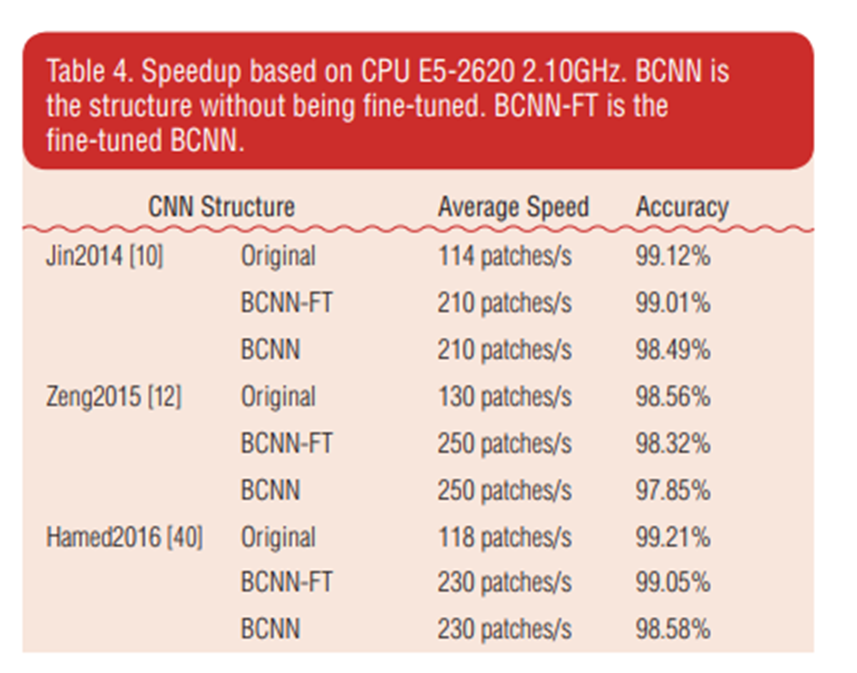 Table 4. Speedup based on CPU E5-2620 2.10GHz. BCNN is
the structure without being fine-tuned. BCNN-FT is the
fine-tuned BCNN.
CNN Structure Average Speed Accuracy
Jin2014 [10] Original 114 patches/s 99.12%
BCNN-FT 210 patches/s 99.01%
BCNN 210 patches/s 98.49%
Zeng2015 [12] Original 130 patches/s 98.56%
BCNN-FT 250 patches/s 98.32%
BCNN 250 patches/s 97.85%
Hamed2016 [40] Original 118 patches/s 99.21%
BCNN-FT 230 patches/s 99.05%
BCNN 230 patches/s 98.58%